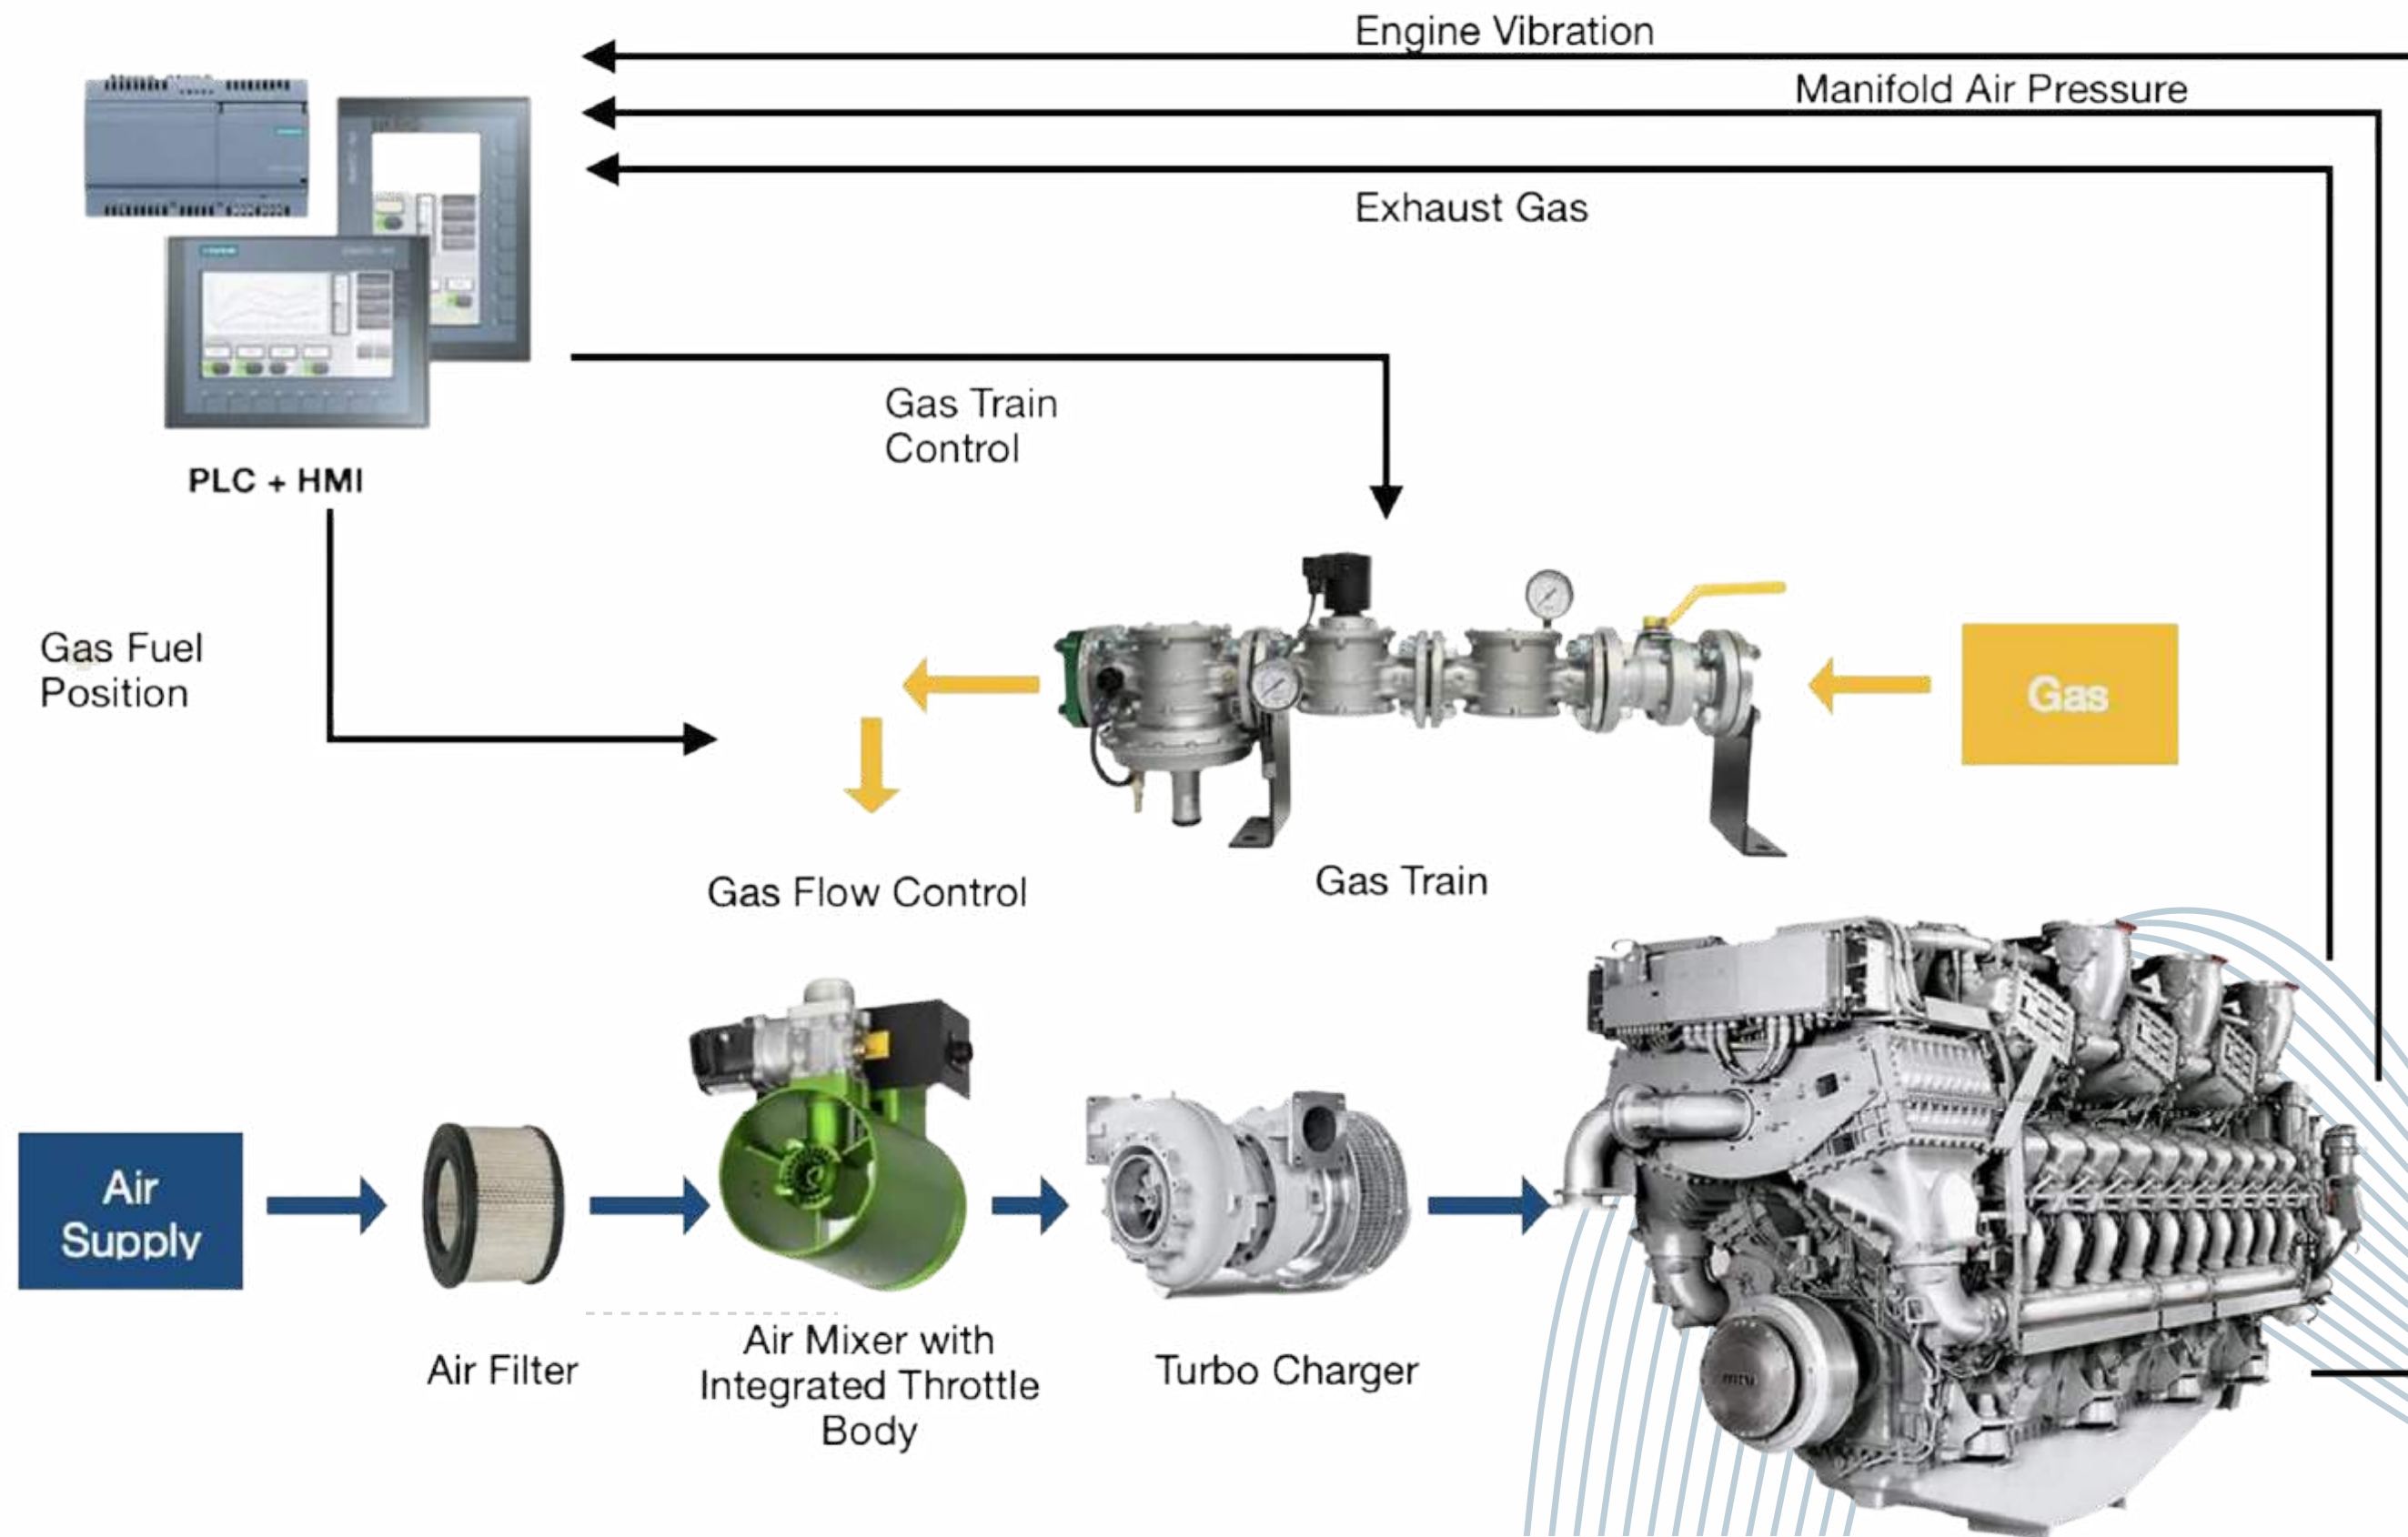 Engine Vibration
Manifold Air Pressure
Exhaust Gas
PLC + HMI
Gas Train
Control
Gas Fuel
Position
Gas
Gas Flow Control
Gas Train
Air
Supply
Air Filter
Air Mixer with
Integrated Throttle
Body
Turbo Charger